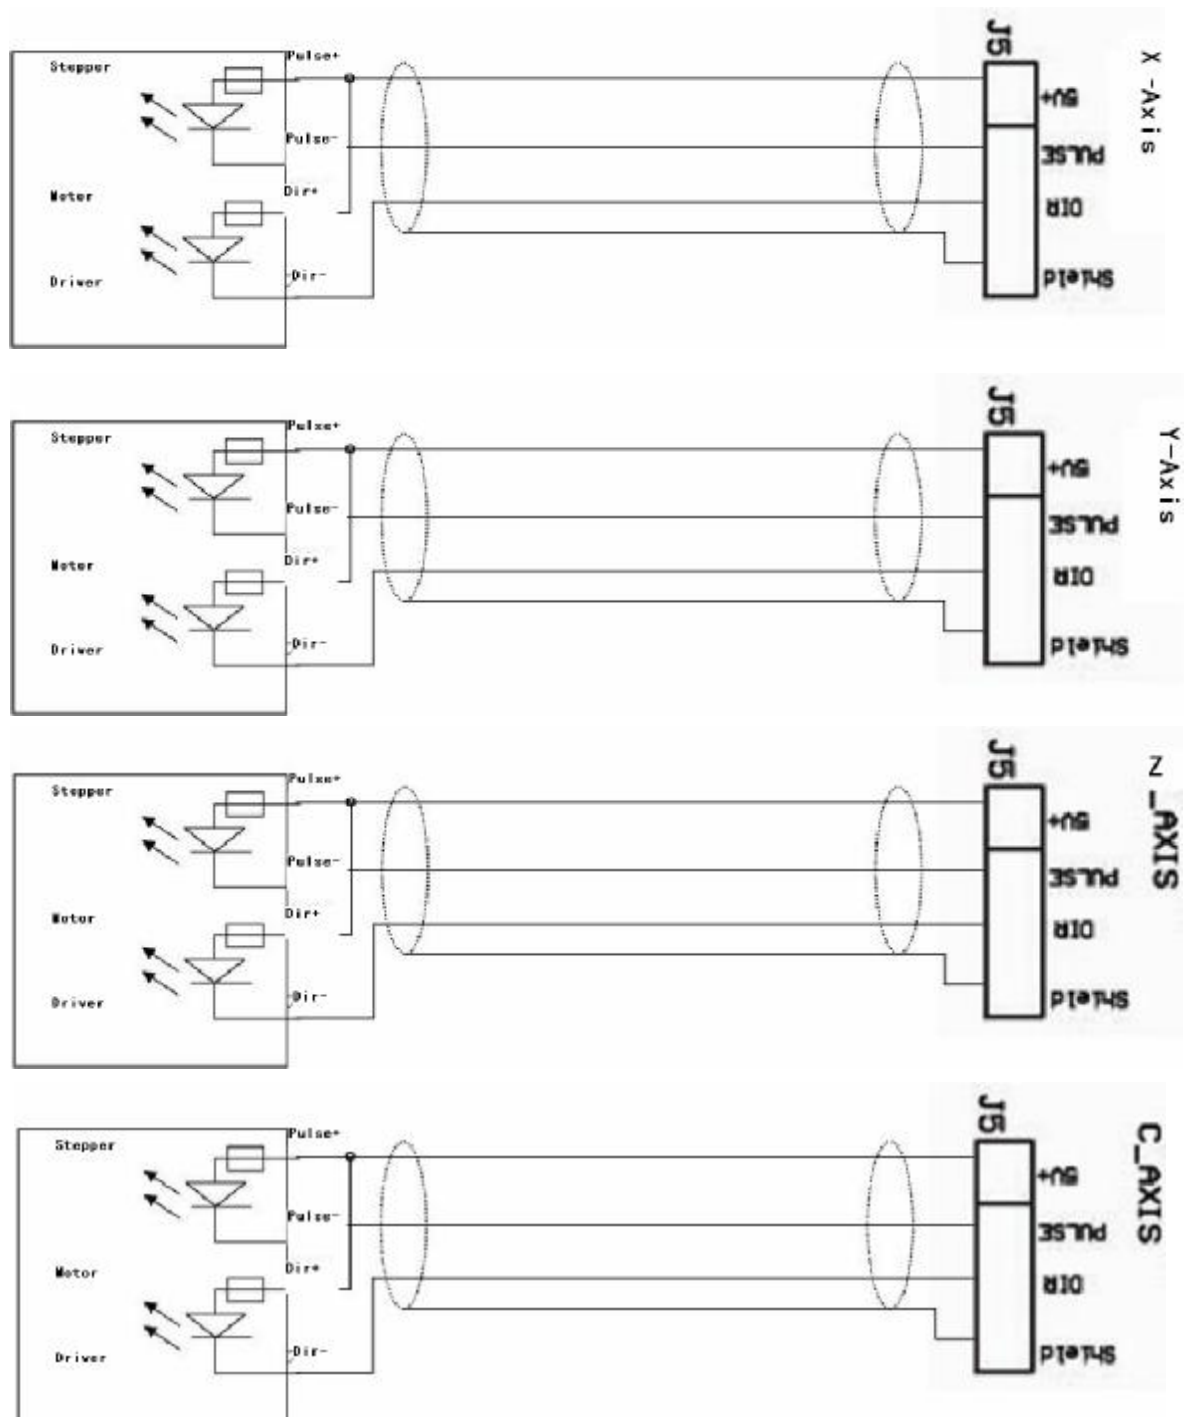 J5
X-Axis
Stepper
Pulse+
5V+
Pulse-
PULSE
Motor
Dir+
DIR
Driver
Dir-
Shield
J5
Y-Axis
Stepper
Pulse+
5V+
Pulse-
PULSE
Motor
Dir+
DIR
Driver
Dir-
Shield
J5
Z_AXIS
Stepper
Pulse+
5V+
Pulse-
PULSE
Motor
Dir+
DIR
Driver
Dir-
Shield
J5
C_AXIS
Stepper
Pulse+
5V+
Pulse-
PULSE
Motor
Dir+
DIR
Driver
Dir-
Shield